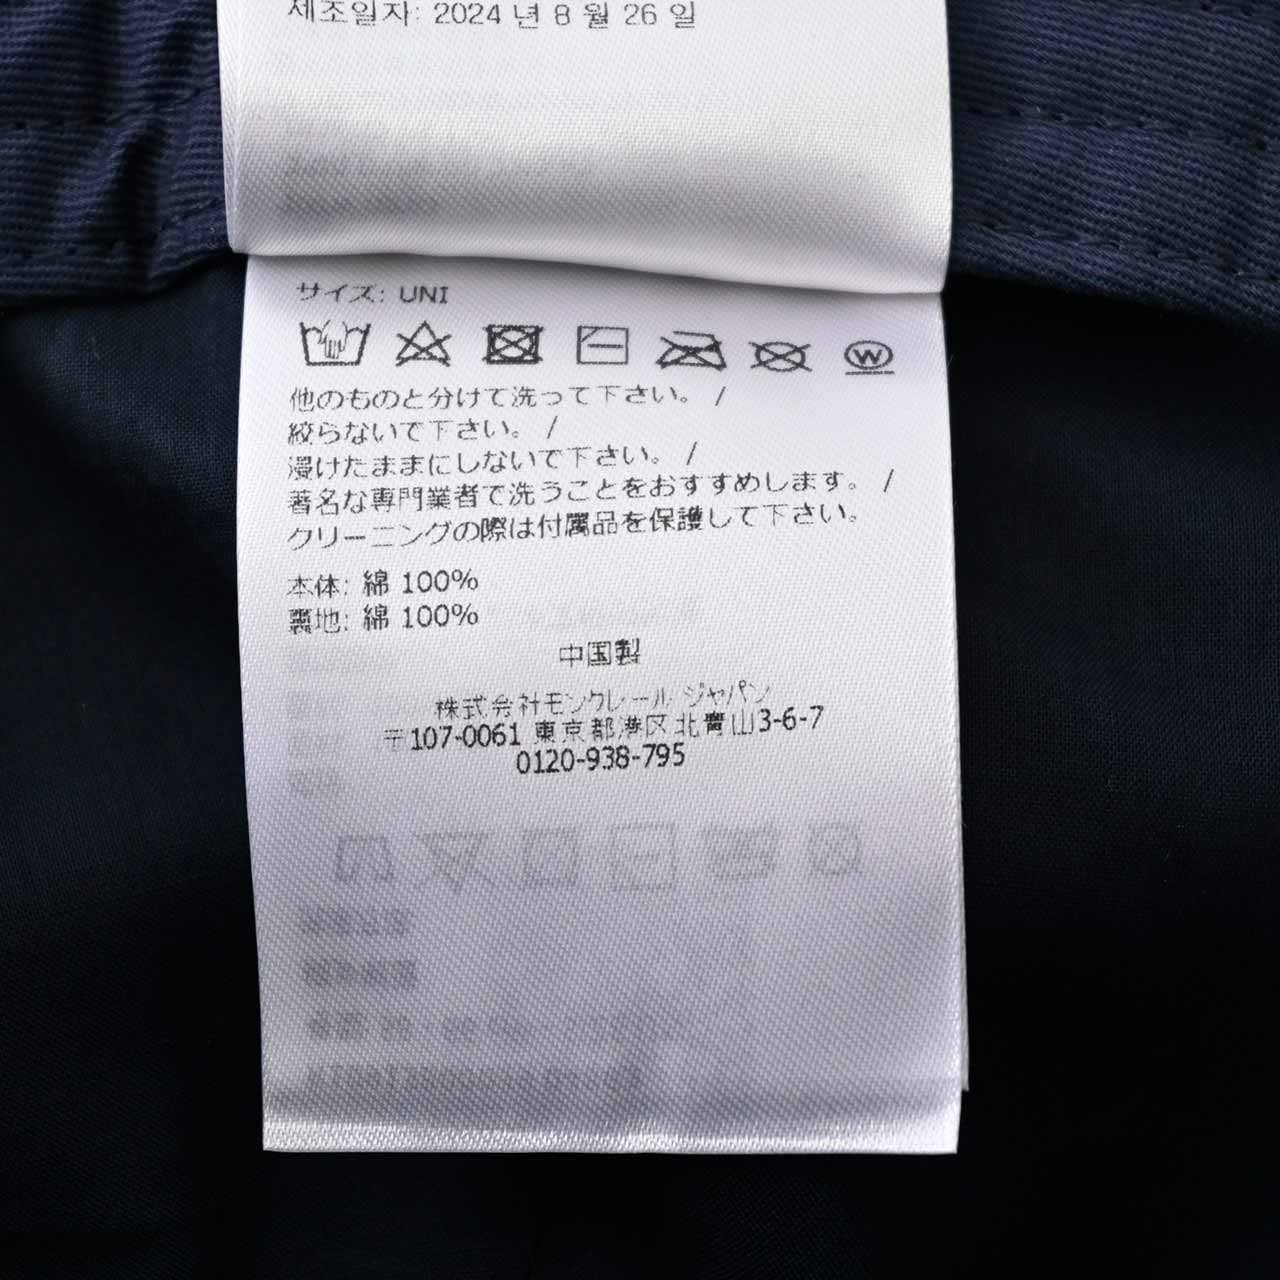 제조일자: 2024 년 8 월 26 일
サイズ: UNI
W
他のものと分けて洗って下さい。 /
絞らないで下さい。 /
浸けたままにしないで下さい。 /
著名な専門業者で洗うことをおすすめします。 /
クリーニングの際は付属品を保護して下さい。
本体: 綿 100%
裏地: 綿 100%
中国製
株式会社モンクレール ジャパン
〒107-0061 東京都港区北青山3-6-7
0120-938-795